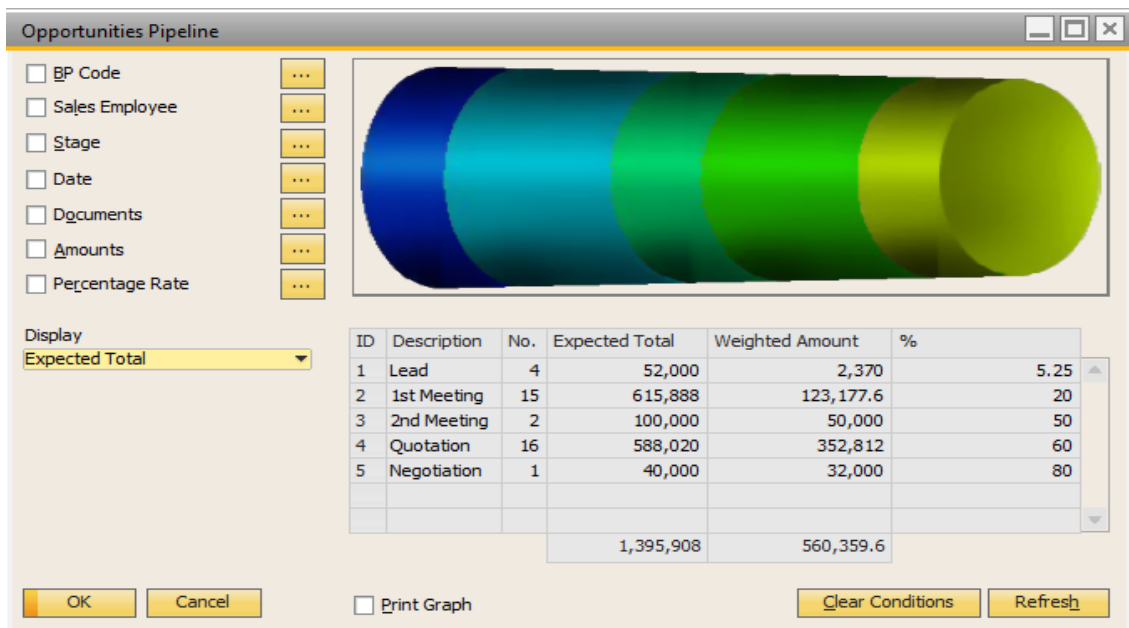 Opportunities Pipeline
BP Code ...
Sales Employee ...
Stage ...
Date ...
Documents ...
Amounts ...
Percentage Rate ...
Display
Expected Total
ID Description No. Expected Total Weighted Amount %
1 Lead 4 52,000 2,370 5.25
2 1st Meeting 15 615,888 123,177.6 20
3 2nd Meeting 2 100,000 50,000 50
4 Quotation 16 588,020 352,812 60
5 Negotiation 1 40,000 32,000 80
1,395,908 560,359.6
OK Cancel Print Graph Clear Conditions Refresh